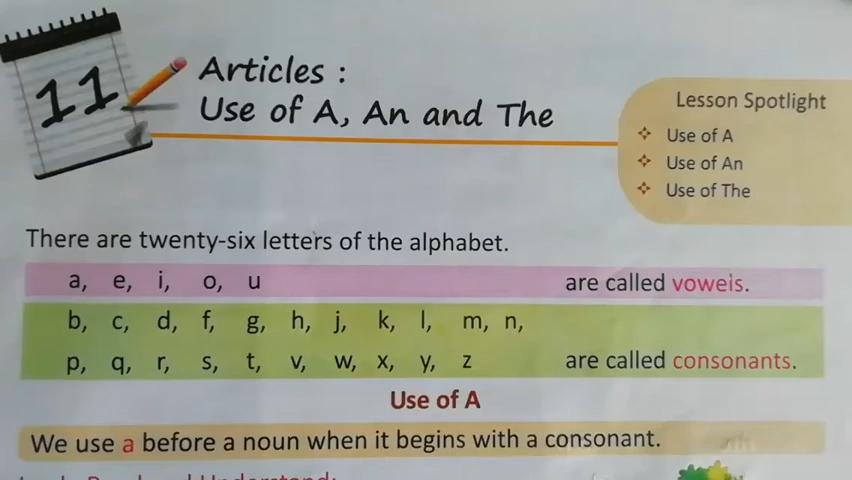 11
Articles :
Use of A, An and The
Lesson Spotlight
Use of A
Use of An
Use of The
There are twenty-six letters of the alphabet.
a, e, i, o, u are called vowels.
b, c, d, f, g, h, j, k, l, m, n,
p, q, r, s, t, v, w, x, y, z are called consonants.
Use of A
We use a before a noun when it begins with a consonant.
Understand: